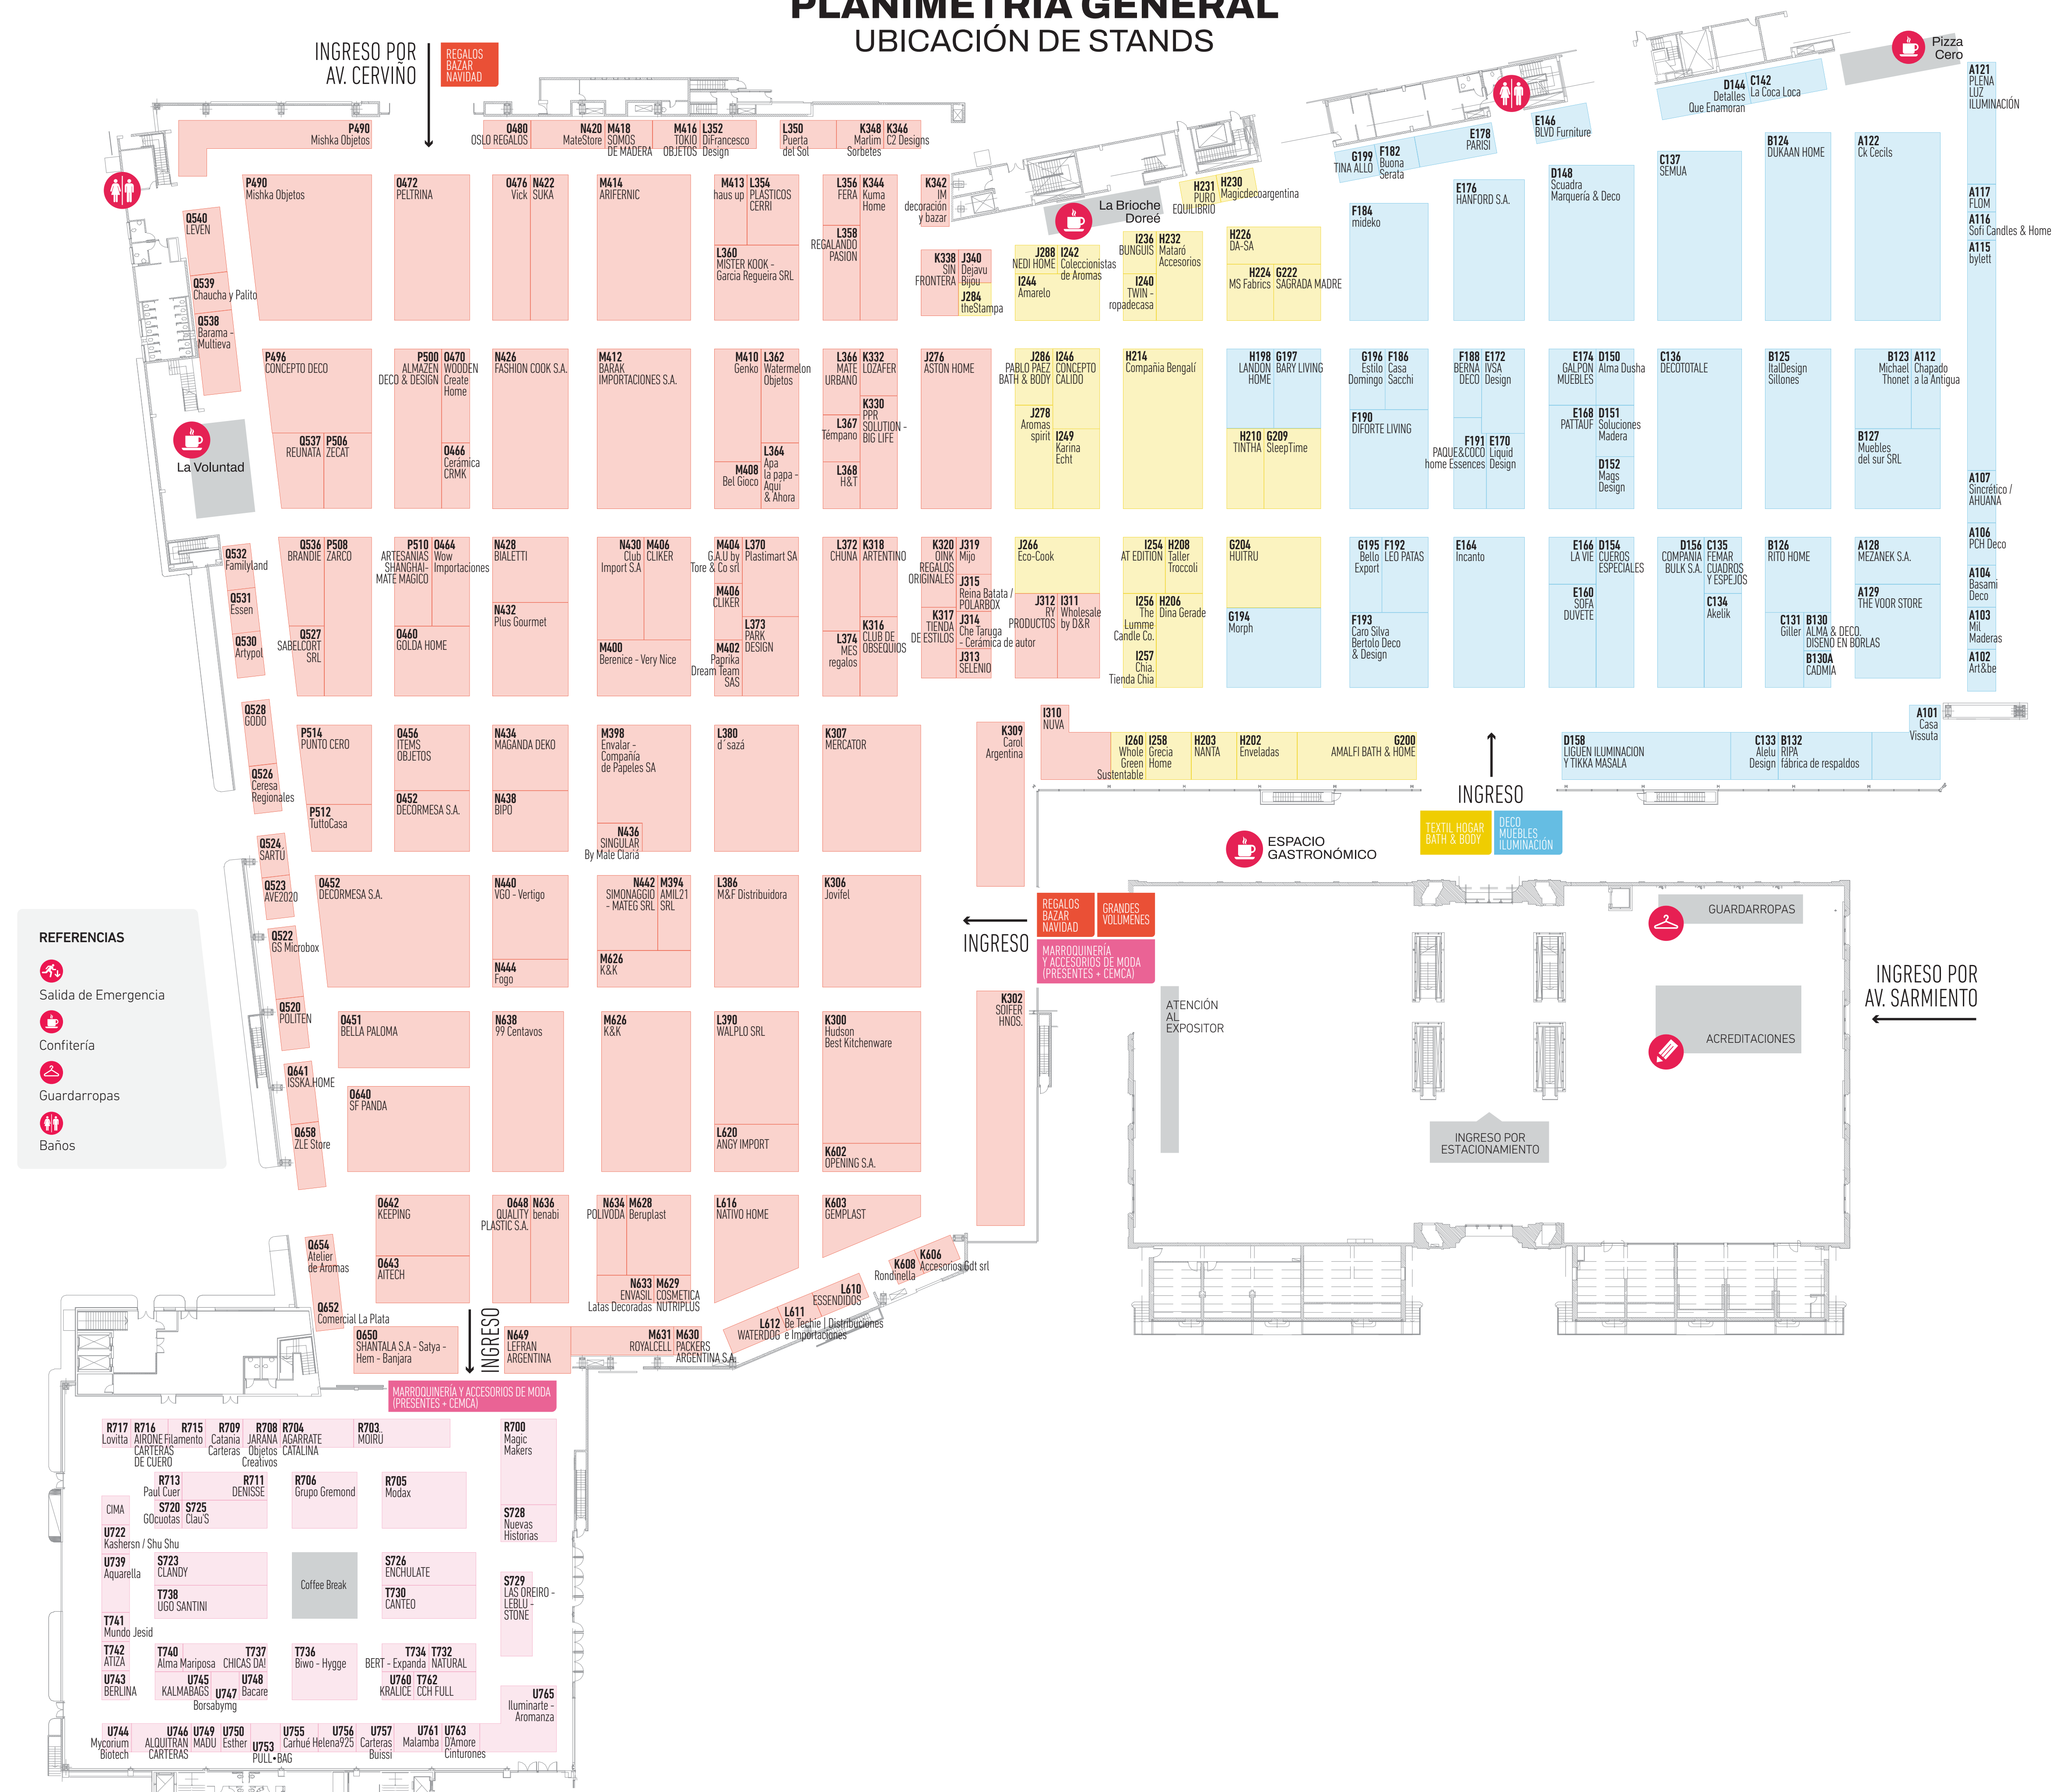 PLANIMETRÍA GENERAL
UBICACIÓN DE STANDS
INGRESO POR
AV. CERVIÑO
REGALOS
BAZAR
NAVIDAD
Pizza
Cero
A121
PLENA
LUZ
ILUMINACIÓN
D144
Detalles
Que Enamoran
C142
La Coca Loca
P490
Mishka Objetos
O480
OSLO REGALOS
N420
MateStore
M418
SOMOS
DE MADERA
M416
TOKIO
OBJETOS
L352
DiFrancesco
Design
L350
Puerta
del Sol
K348
Marlim
Sorbetes
K346
C2 Designs
G199
TINA ALLO
F182
Buona
Serata
E178
PARISI
E146
BLVD Furniture
B124
DUKAAN HOME
A122
Ck Cecils
P490
Mishka Objetos
O472
PELTRINA
O476
Vick
N422
SUKA
M414
ARIFERNIC
M413
haus up
L354
PLASTICOS
CERRI
L360
MISTER KOOK -
Garcia Regueira SRL
L356
FERA
K344
Kuma
Home
L358
REGALANDO
PASION
K342
IM
decoración
y bazar
La Brioche
Doreé
H231
PURO
EQUILIBRIO
H230
Magicdecoargentina
F184
mideko
E176
HANFORD S.A.
D148
Scuadra
Marquería & Deco
C137
SEMUA
A117
FLOM
A116
Sofi Candles & Home
A115
bylett
Q540
LEVEN
Q539
Chaucha y Palito
Q538
Barama -
Multieva
K338
SIN
FRONTERA
J340
Dejavu
Bijou
J284
theStampa
J288
NEDI HOME
I242
Coleccionistas
de Aromas
I244
Amarelo
I236
BUNGUIS
H232
Mataró
Accesorios
I240
TWIN -
ropadecasa
H226
DA-SA
H224
MS Fabrics
G222
SAGRADA MADRE
P496
CONCEPTO DECO
Q537
REUNATA
P506
ZECAT
P500
ALMAZEN
DECO & DESIGN
O470
WOODEN
Create
Home
O466
Cerámica
CRMK
N426
FASHION COOK S.A.
M412
BARAK
IMPORTACIONES S.A.
M410
Genko
L362
Watermelon
Objetos
M408
Bel Gioco
L364
Apa
la papa -
Aquí
& Ahora
L366
MATE
URBANO
K332
LOZAFER
L367
Témpano
K330
PPR
SOLUTION -
BIG LIFE
L368
H&T
J276
ASTON HOME
J286
PABLO PAEZ
BATH & BODY
I246
CONCEPTO
CALIDO
J278
Aromas
spirit
I249
Karina
Echt
H214
Compañia Bengalí
H198
LANDON
HOME
G197
BARY LIVING
H210
TINTHA
G209
SleepTime
G196
Estilo
Domingo
F186
Casa
Sacchi
F190
DIFORTE LIVING
F188
BERNA
DECO
E172
IVSA
Design
F191
PAQUE&COCO
home Essences
E170
Liquid
Design
E174
GALPON
MUEBLES
D150
Alma Dusha
E168
PATTAUF
D151
Soluciones
Madera
D152
Mags
Design
C136
DECOTOTALE
B125
ItalDesign
Sillones
B123
Michael
Thonet
A112
Chapado
a la Antigua
B127
Muebles
del sur SRL
A107
Sincrético /
AHUANA
La Voluntad
Q532
Familyland
Q531
Essen
Q530
Artypol
Q536
BRANDIE
P508
ZARCO
Q527
SABELCORT
SRL
P510
ARTESANIAS
SHANGHAI-
MATE MAGICO
O464
Wow
Importaciones
O460
GOLDA HOME
N428
BIALETTI
N432
Plus Gourmet
N430
Club
Import S.A
M406
CLIKER
M400
Berenice - Very Nice
M404
G.A.U by
Tore & Co srl
L370
Plastimart SA
M406
CLIKER
L373
PARK
DESIGN
M402
Paprika
Dream Team
SAS
L372
CHUNA
K318
ARTENTINO
L374
MES
regalos
K316
CLUB DE
OBSEQUIOS
K320
OINK
REGALOS
ORIGINALES
J319
Mijo
J315
Reina Batata /
POLARBOX
K317
TIENDA
DE ESTILOS
J314
Che Taruga
- Cerámica de autor
J313
SELENIO
J266
Eco-Cook
J312
RY
PRODUCTOS
I311
Wholesale
by D&R
I254
AT EDITION
H208
Taller
Troccoli
I256
The
Lumme
Candle Co.
H206
Dina Gerade
I257
Chia.
Tienda Chia
G204
HUITRU
G194
Morph
G195
Bello
Export
F192
LEO PATAS
F193
Caro Silva
Bertolo Deco
& Design
E164
Incanto
E166
LA VIE
D154
CUEROS
ESPECIALES
E160
SOFA
DUVETE
D156
COMPANIA
BULK S.A.
C135
FEMAR
CUADROS
Y ESPEJOS
C134
Akelik
B126
RITO HOME
C131
Giller
B130
ALMA & DECO.
DISEÑO EN BORLAS
B130A
CADMIA
A128
MEZANEK S.A.
A129
THE VOOR STORE
A106
PCH Deco
A104
Basami
Deco
A103
Mil
Maderas
A102
Art&be
Q528
GODO
Q526
Ceresa
Regionales
P514
PUNTO CERO
P512
TuttoCasa
O456
ITEMS
OBJETOS
O452
DECORMESA S.A.
N434
MAGANDA DEKO
N438
BIPO
M398
Envalar -
Compañía
de Papeles SA
N436
SINGULAR
By Male Clariá
L380
d´sazá
K307
MERCATOR
K309
Carol
Argentina
I310
NUVA
I260
Whole
Green
Sustentable
I258
Grecia
Home
H203
NANTA
H202
Enveladas
G200
AMALFI BATH & HOME
D158
LIGUEN ILUMINACION
Y TIKKA MASALA
C133
Alelu
Design
B132
RIPA
fábrica de respaldos
A101
Casa
Vissuta
INGRESO
TEXTIL HOGAR
BATH & BODY
DECO
MUEBLES
ILUMINACIÓN
ESPACIO
GASTRONÓMICO
Q524
SARTÚ
Q523
AVE2020
Q522
GS Microbox
Q520
POLITEN
O452
DECORMESA S.A.
N440
VGO - Vertigo
N444
Fogo
N442
SIMONAGGIO
- MATEG SRL
M394
AMIL21
SRL
M626
K&K
L386
M&F Distribuidora
K306
Jovifel
INGRESO
REGALOS
BAZAR
NAVIDAD
GRANDES
VOLUMENES
MARROQUINERÍA
Y ACCESORIOS DE MODA
(PRESENTES + CEMCA)
GUARDARROPAS
INGRESO POR
AV. SARMIENTO
ATENCIÓN
AL
EXPOSITOR
ACREDITACIONES
INGRESO POR
ESTACIONAMIENTO
REFERENCIAS
Salida de Emergencia
Confitería
Guardarropas
Baños
O451
BELLA PALOMA
O640
SF PANDA
N638
99 Centavos
M626
K&K
L390
WALPLO SRL
L620
ANGY IMPORT
K300
Hudson
Best Kitchenware
K602
OPENING S.A.
K302
SOIFER
HNOS.
Q641
ISSKA.HOME
Q658
ZLE Store
O642
KEEPING
O643
AITECH
O648
QUALITY
PLASTIC S.A.
N636
benabi
N634
POLIVODA
M628
Beruplast
N633
ENVASIL
Latas Decoradas
M629
COSMETICA
NUTRIPLUS
L616
NATIVO HOME
K603
GEMPLAST
K608
Rondinella
K606
Accesorios Gdt srl
L610
ESSENDIDOS
L611
Be Techie | Distribuciones
e Importaciones
L612
WATERDOG
Q654
Atelier
de Aromas
Q652
Comercial La Plata
O650
SHANTALA S.A - Satya -
Hem - Banjara
INGRESO
N649
LEFRAN
ARGENTINA
M631
ROYALCELL
M630
PACKERS
ARGENTINA S.A.
MARROQUINERÍA Y ACCESORIOS DE MODA
(PRESENTES + CEMCA)
R717
Lovitta
R716
AIRONE
CARTERAS
DE CUERO
R715
Filamento
R709
Catania
Carteras
R708
JARANA
Objetos
Creativos
R704
AGARRATE
CATALINA
R703
MOIRÚ
R700
Magic
Makers
R713
Paul Cuer
R711
DENISSE
S720
GOcuotas
S725
Clau'S
R706
Grupo Gremond
R705
Modax
S728
Nuevas
Historias
CIMA
U722
Kashersn / Shu Shu
U739
Aquarella
S723
CLANDY
T738
UGO SANTINI
Coffee Break
S726
ENCHULATE
T730
CANTEO
S729
LAS OREIRO -
LEBLU -
STONE
T741
Mundo Jesid
T742
ATIZA
U743
BERLINA
T740
Alma Mariposa
T737
CHICAS DA!
U745
KALMABAGS
U747
Borsabymg
U748
Bacare
T736
Biwo - Hygge
T734
BERT - Expanda
T732
NATURAL
U760
KRALICE
T762
CCH FULL
U765
Iluminarte -
Aromanza
U744
Mycorium
Biotech
U746
ALQUITRAN
CARTERAS
U749
MADU
U750
Esther
U753
PULL•BAG
U755
Carhué
U756
Helena925
U757
Carteras
Buissi
U761
Malamba
U763
D'Amore
Cinturones